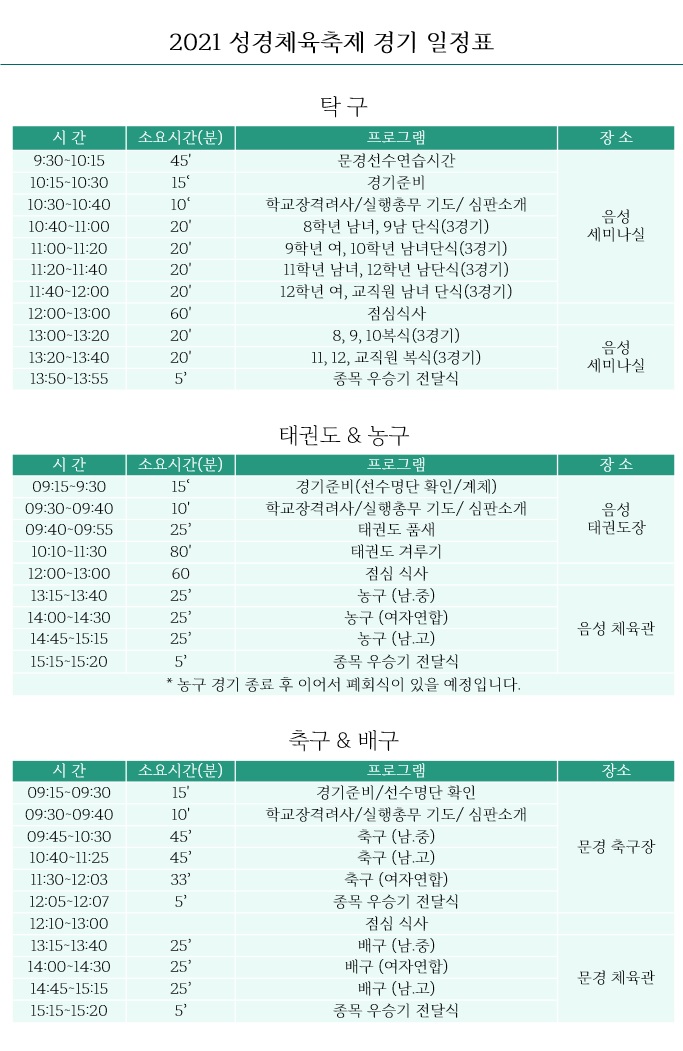 2021 성경체육축제 경기 일정표
탁 구
시 간 소요시간(분) 프로그램 장 소
9:30~10:15 45' 문경선수연습시간
10:15~10:30 15‘ 경기준비
10:30~10:40 10‘ 학교장격려사/실행총무 기도/ 심판소개
10:40~11:00 20' 8학년 남녀, 9남 단식(3경기)
음성
세미나실
11:00~11:20 20' 9학년 여, 10학년 남녀단식(3경기)
11:20~11:40 20' 11학년 남녀, 12학년 남단식(3경기)
11:40~12:00 20' 12학년 여, 교직원 남녀 단식(3경기)
12:00~13:00 60' 점심식사
13:00~13:20 20' 8, 9, 10복식(3경기)
13:20~13:40 20' 11, 12, 교직원 복식(3경기)
음성
세미나실
13:50~13:55 5’ 종목 우승기 전달식
태권도 & 농구
시 간 소요시간(분) 프로그램 장 소
09:15~9:30 15‘ 경기준비(선수명단 확인/계체)
09:30~09:40 10' 학교장격려사/실행총무 기도/ 심판소개
09:40~09:55 25’ 태권도 품새
음성
태권도장
10:10~11:30 80' 태권도 겨루기
12:00~13:00 60 점심 식사
13:15~13:40 25’ 농구 (남.중)
14:00~14:30 25’ 농구 (여자연합)
14:45~15:15 25’ 농구 (남.고)
음성 체육관
15:15~15:20 5’ 종목 우승기 전달식
* 농구 경기 종료 후 이어서 폐회식이 있을 예정입니다.
축구 & 배구
시 간 소요시간(분) 프로그램 장소
09:15~09:30 15' 경기준비/선수명단 확인
09:30~09:40 10' 학교장격려사/실행총무 기도/ 심판소개
09:45~10:30 45’ 축구 (남.중)
문경 축구장
10:40~11:25 45’ 축구 (남.고)
11:30~12:03 33’ 축구 (여자연합)
12:05~12:07 5’ 종목 우승기 전달식
12:10~13:00 점심 식사
13:15~13:40 25’ 배구 (남.중)
14:00~14:30 25’ 배구 (여자연합)
문경 체육관
14:45~15:15 25’ 배구 (남.고)
15:15~15:20 5’ 종목 우승기 전달식